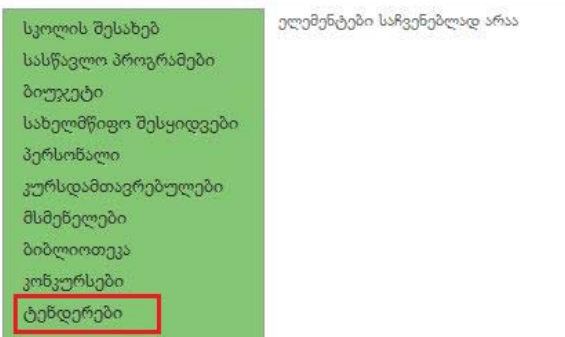 სკოლის შესახებ
სასწავლო პროგრამები
ბიუჯეტი
სახელმწიფო შესყიდვები
პერსონალი
კურსდამთავრებულები
მსმენელები
ბიბლიოთეკა
კონკურსები
ტენდერები
ელემენტები საჩვენებლად არაა